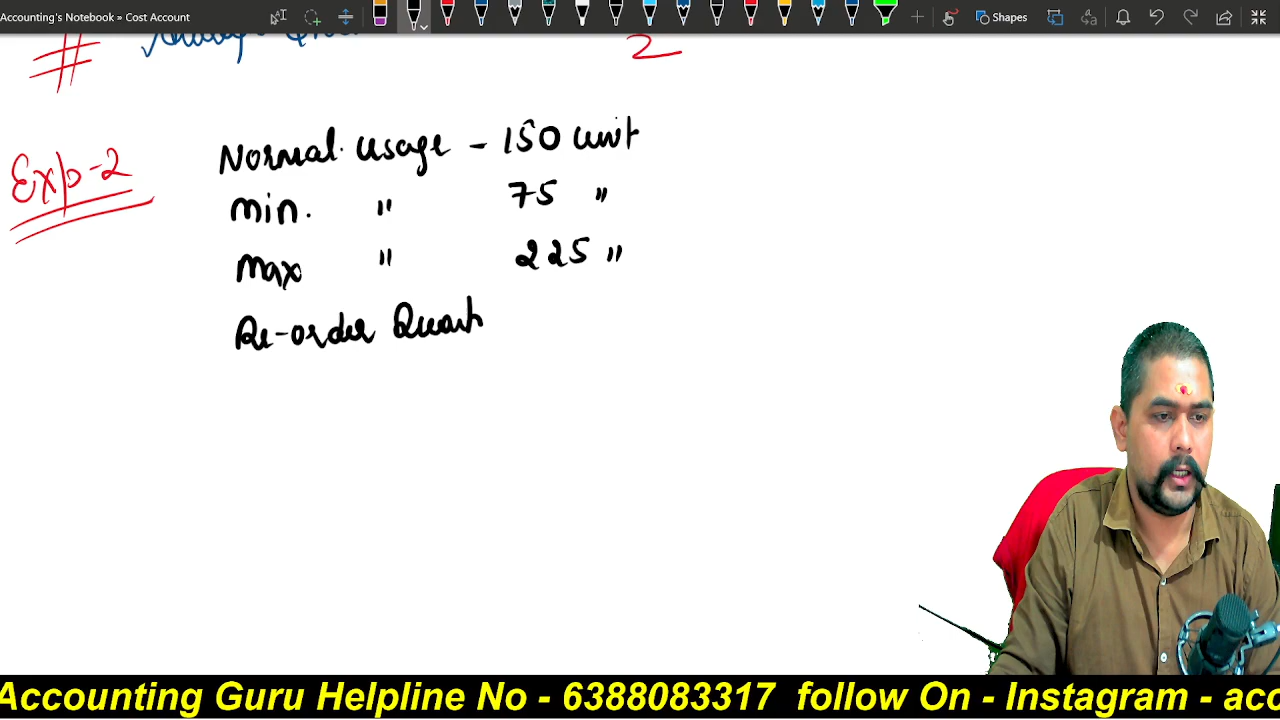 Accounting's Notebook » Cost Account
Shapes
#
2
Exp-2
Normal usage - 150 unit
min. " 75 "
max " 225 "
Re-order Quant
Accounting Guru Helpline No - 6388083317 follow On - Instagram - acc